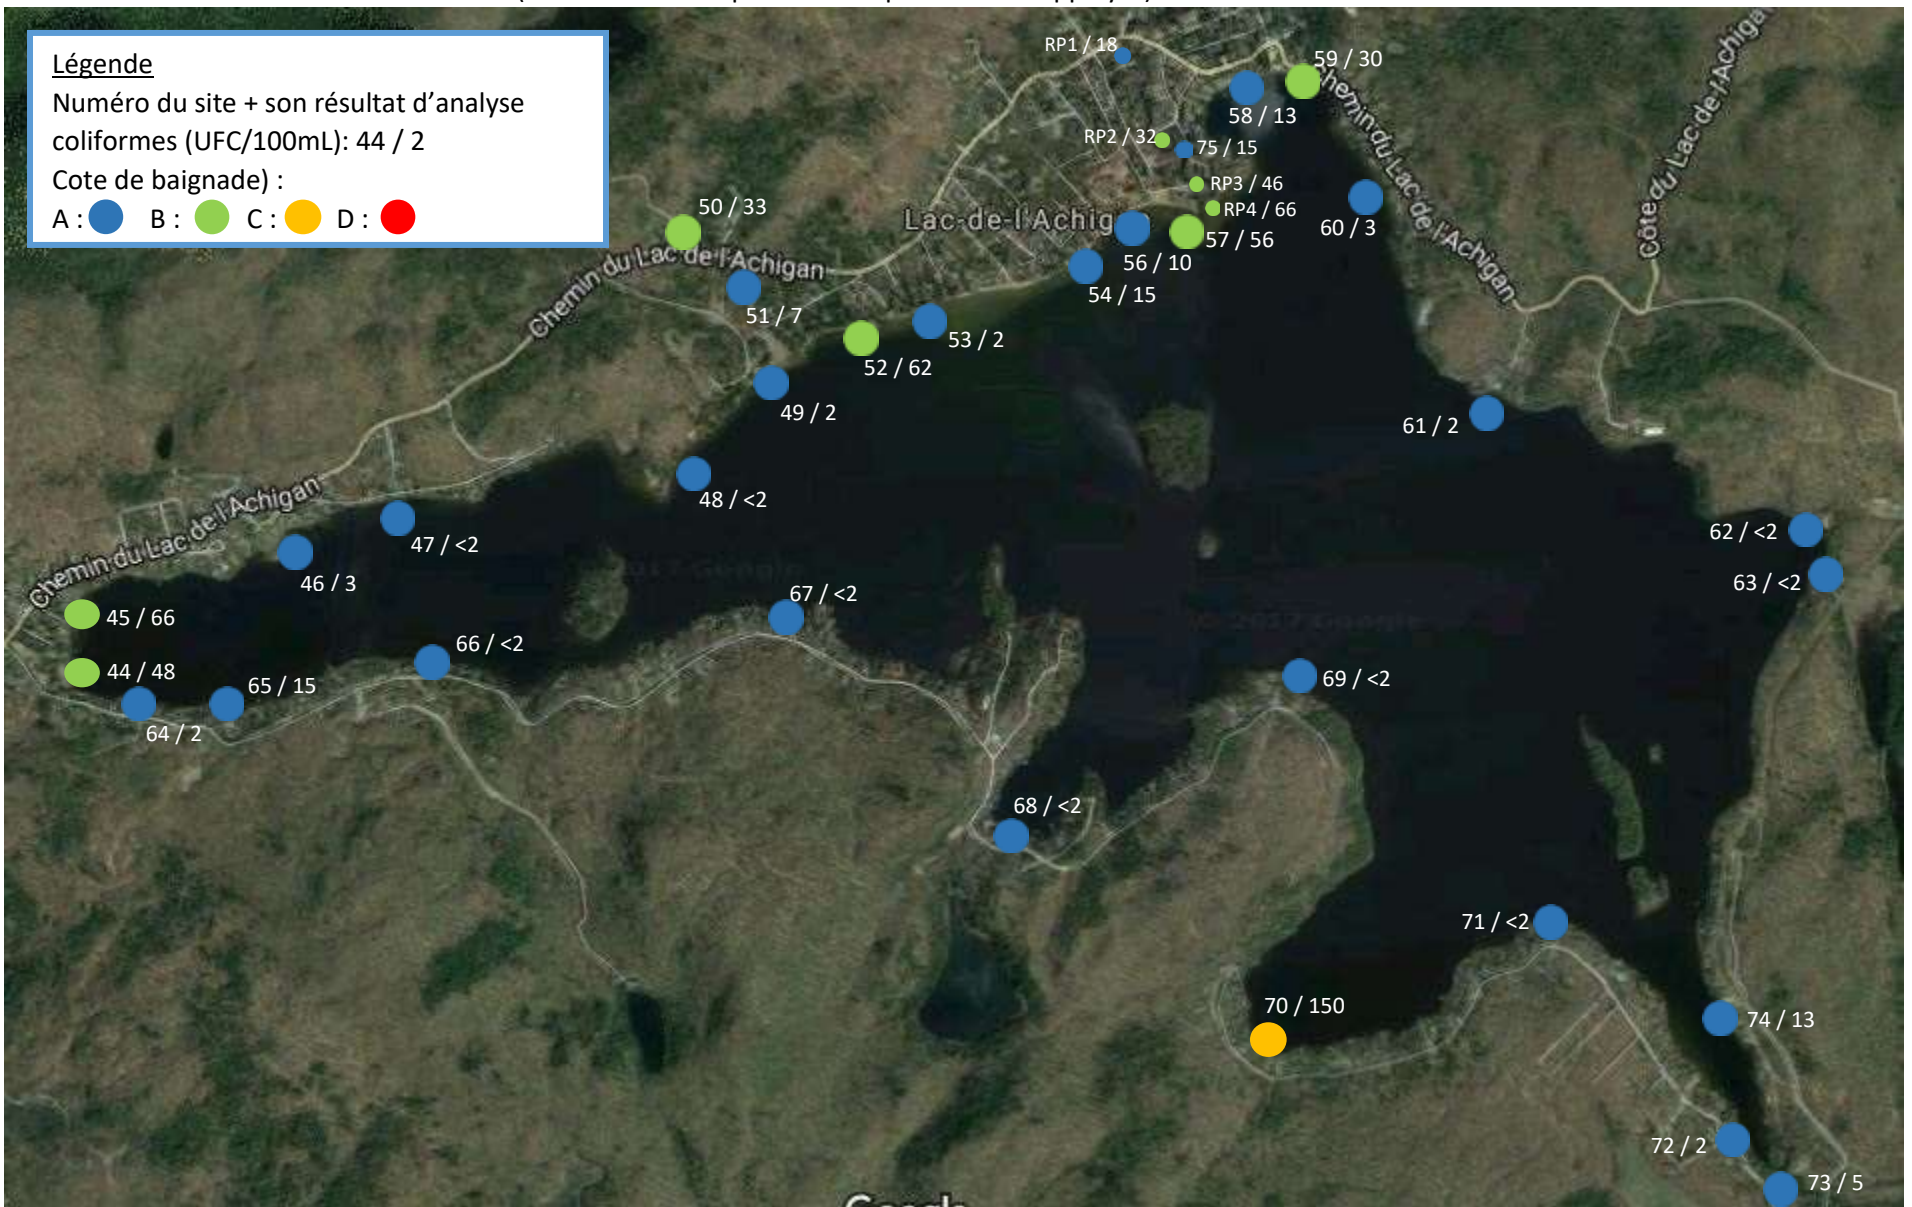 Légende
Numéro du site + son résultat d’analyse
coliformes (UFC/100mL): 44 / 2
Cote de baignade) :
A : B : C : D :
RP1 / 18
59 / 30
58 / 13
RP2 / 32
75 / 15
RP3 / 46
RP4 / 66
57 / 56
60 / 3
50 / 33
Lac-de-l'Achig
56 / 10
54 / 15
Chemin du Lac de l'Achigan
Chemin du Lac de l'Achigan
Côte du Lac de l'Achiga
51 / 7
53 / 2
52 / 62
49 / 2
61 / 2
48 / <2
47 / <2
Chemin du Lac de l'Achigan
46 / 3
62 / <2
63 / <2
45 / 66
67 / <2
66 / <2
44 / 48
65 / 15
64 / 2
69 / <2
68 / <2
71 / <2
70 / 150
74 / 13
72 / 2
73 / 5
Google